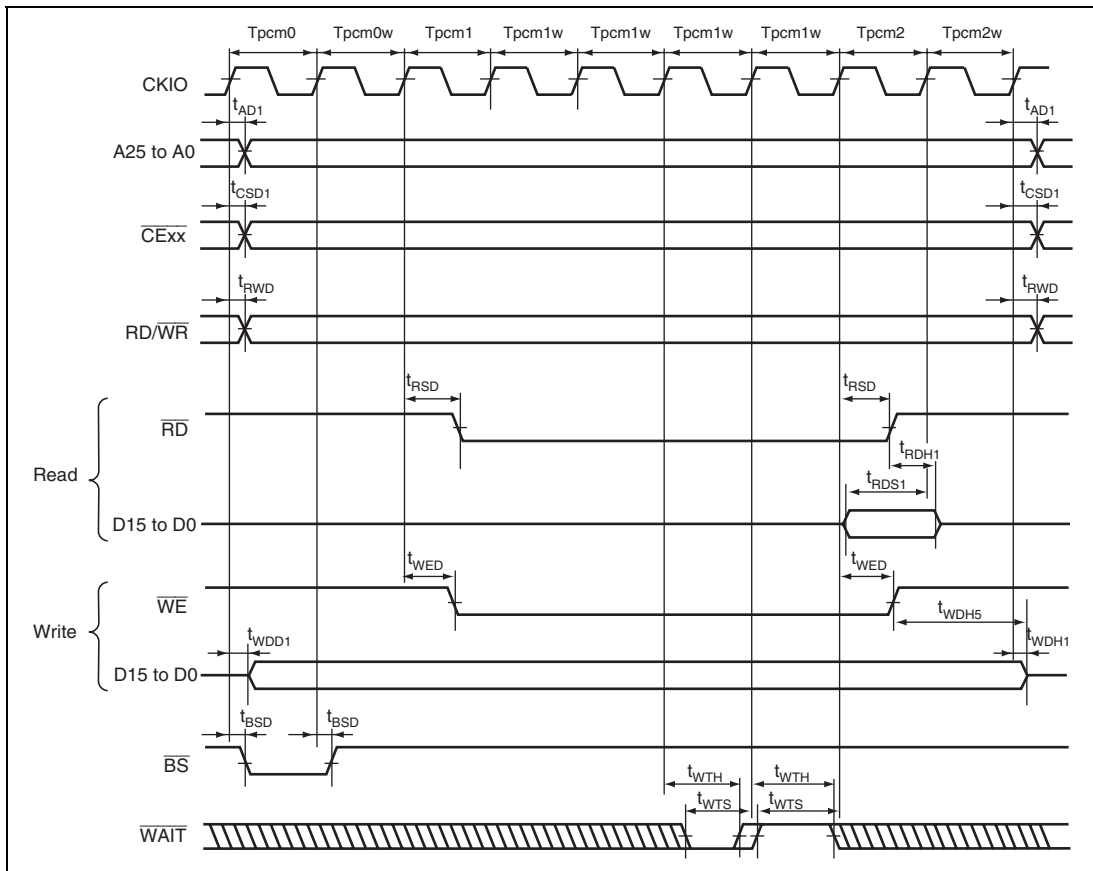 Tpcm0 Tpcm0w Tpcm1 Tpcm1w Tpcm1w Tpcm1w Tpcm1w Tpcm2 Tpcm2w
CKIO
tAD1 tAD1
A25 to A0
tCSD1 tCSD1
CExx
tRWD tRWD
RD/WR
tRSD tRSD
RD
tRDH1
Read
tRDS1
D15 to D0
tWED tWED
WE
tWDH5
Write
tWDD1 tWDH1
D15 to D0
tBSD tBSD
BS
tWTH tWTH
tWTS tWTS
WAIT